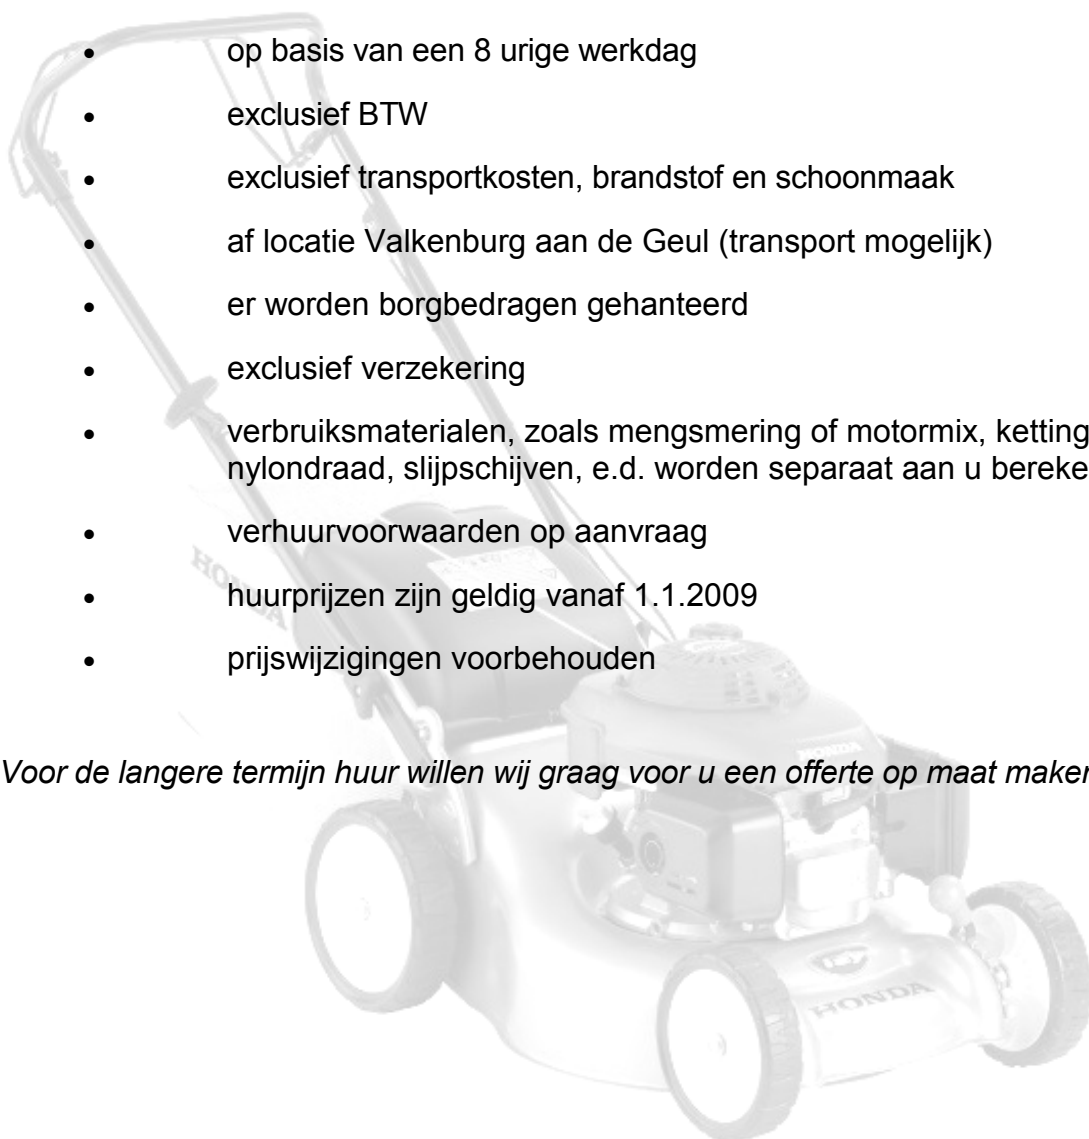 • op basis van een 8 urige werkdag
• exclusief BTW
• exclusief transportkosten, brandstof en schoonmaak
• af locatie Valkenburg aan de Geul (transport mogelijk)
• er worden borgbedragen gehanteerd
• exclusief verzekering
• verbruiksmaterialen, zoals mengsmering of motormix, ketting
nylondraad, slijpschijven, e.d. worden separaat aan u bereke
• verhuurvoorwaarden op aanvraag
HONDA
• huurprijzen zijn geldig vanaf 1.1.2009
• prijswijzigingen voorbehouden
HONDA
Voor de langere termijn huur willen wij graag voor u een offerte op maat maken
HONDA